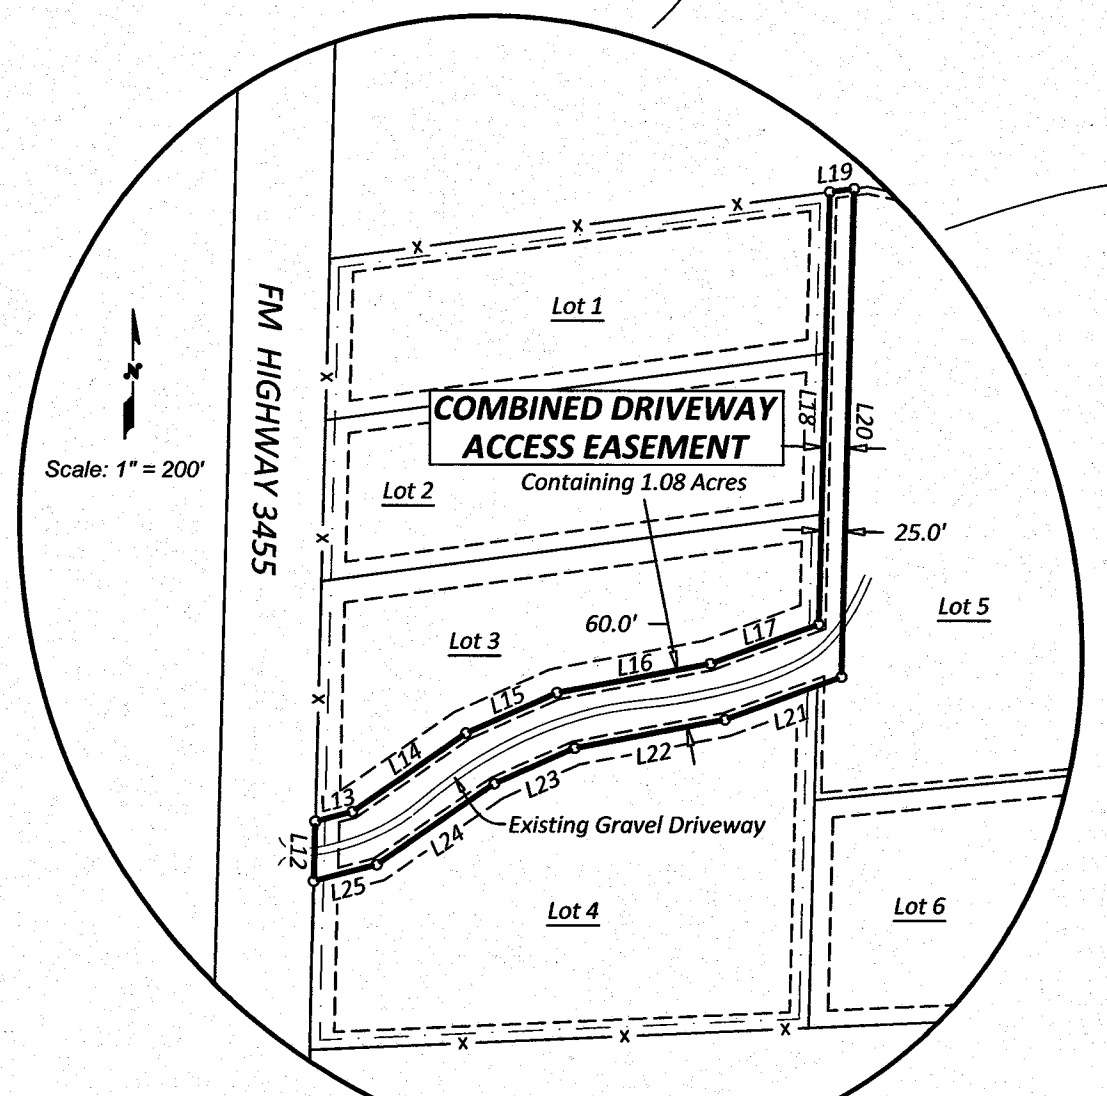 L19
x
x
x
FM HIGHWAY 3455
Lot 1
N
x
L18
L20
COMBINED DRIVEWAY
ACCESS EASEMENT
Scale: 1" = 200'
Containing 1.08 Acres
Lot 2
x
25.0'
Lot 5
60.0'
L17
Lot 3
L16
x
L15
L14
L21
L22
L13
L23
L12
L24
Existing Gravel Driveway
L25
Lot 4
Lot 6
x
x
x